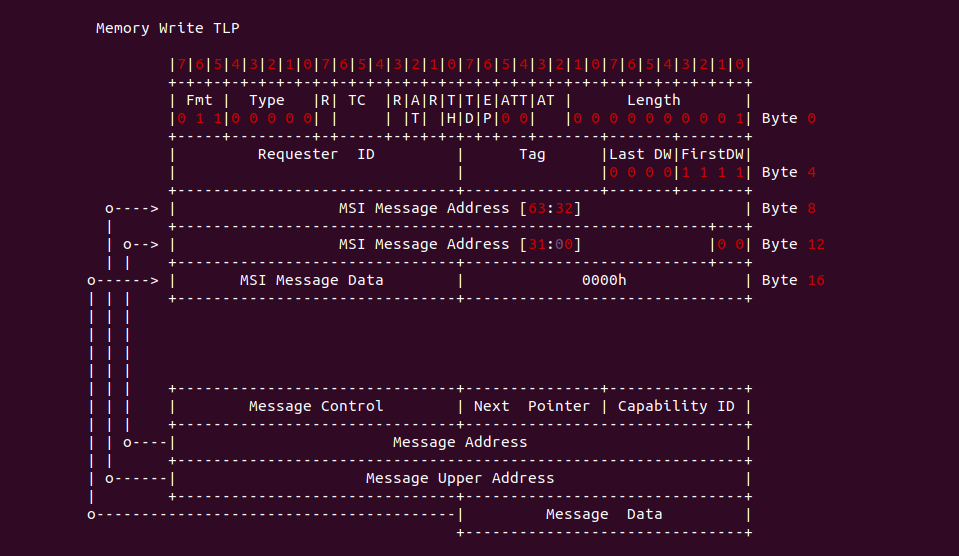 Memory Write TLP
|7|6|5|4|3|2|1|0|7|6|5|4|3|2|1|0|7|6|5|4|3|2|1|0|7|6|5|4|3|2|1|0|
+-+-+-+-+-+-+-+-+-+-+-+-+-+-+-+-+-+-+-+-+-+-+-+-+-+-+-+-+-+-+-+-+
| Fmt |  Type   |R| TC  |R|A|R|T|T|E|ATT|AT |      Length       |
|0 1 1|0 0 0 0 0| |     | |T| |H|D|P|0 0|   |0 0 0 0 0 0 0 0 0 1| Byte 0
+-----+---------+-+-----+-+-+-+-+-+-+---+-------+-------+-------+
|         Requester  ID         |      Tag      |Last DW|FirstDW|
|                               |               |0 0 0 0|1 1 1 1| Byte 4
+-------------------------------+---------------+-------+-------+
o----> |                  MSI Message Address [63:32]                  | Byte 8
| +-------------------------------+---------------------------+---+
| o--> |                  MSI Message Address [31:00]              |0 0| Byte 12
| | +-------------------------------+---------------------------+---+
o------> |       MSI Message Data        |             0000h             | Byte 16
| | | +-------------------------------+-------------------------------+
| | |
| | |
| | |
| | |
| | | +-------------------------------+---------------+---------------+
| | | |        Message Control        | Next  Pointer | Capability ID |
| | | +-------------------------------+-------------------------------+
| | o----|                        Message Address                        |
| | +-------------------------------+-------------------------------+
| o------|                     Message Upper Address                     |
| +-------------------------------+-------------------------------+
o----------------------------------------|         Message  Data         |
+-------------------------------+